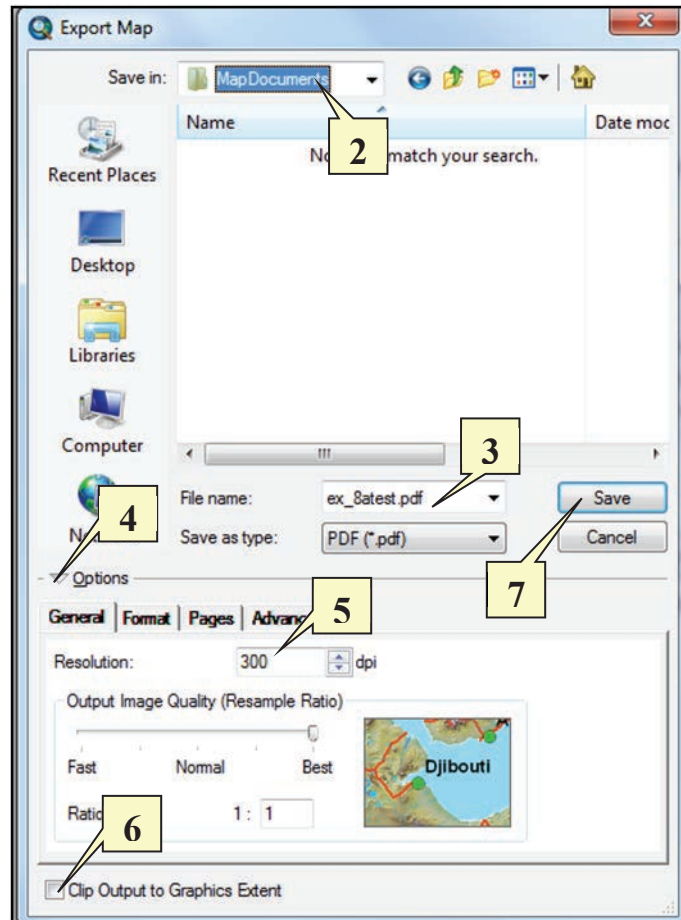 Export Map
Save in: MapDocuments
2
Name Date moc
match your search.
Recent Places
Desktop
Libraries
Computer
3
File name: ex_8atest.pdf Save
4
Save as type: PDF (*.pdf) Cancel
7
Options
General Format Pages
5
Resolution: 300 dpi
Output Image Quality (Resample Ratio)
Fast Normal Best
Djibouti
1 : 1
6
Clip Output to Graphics Extent